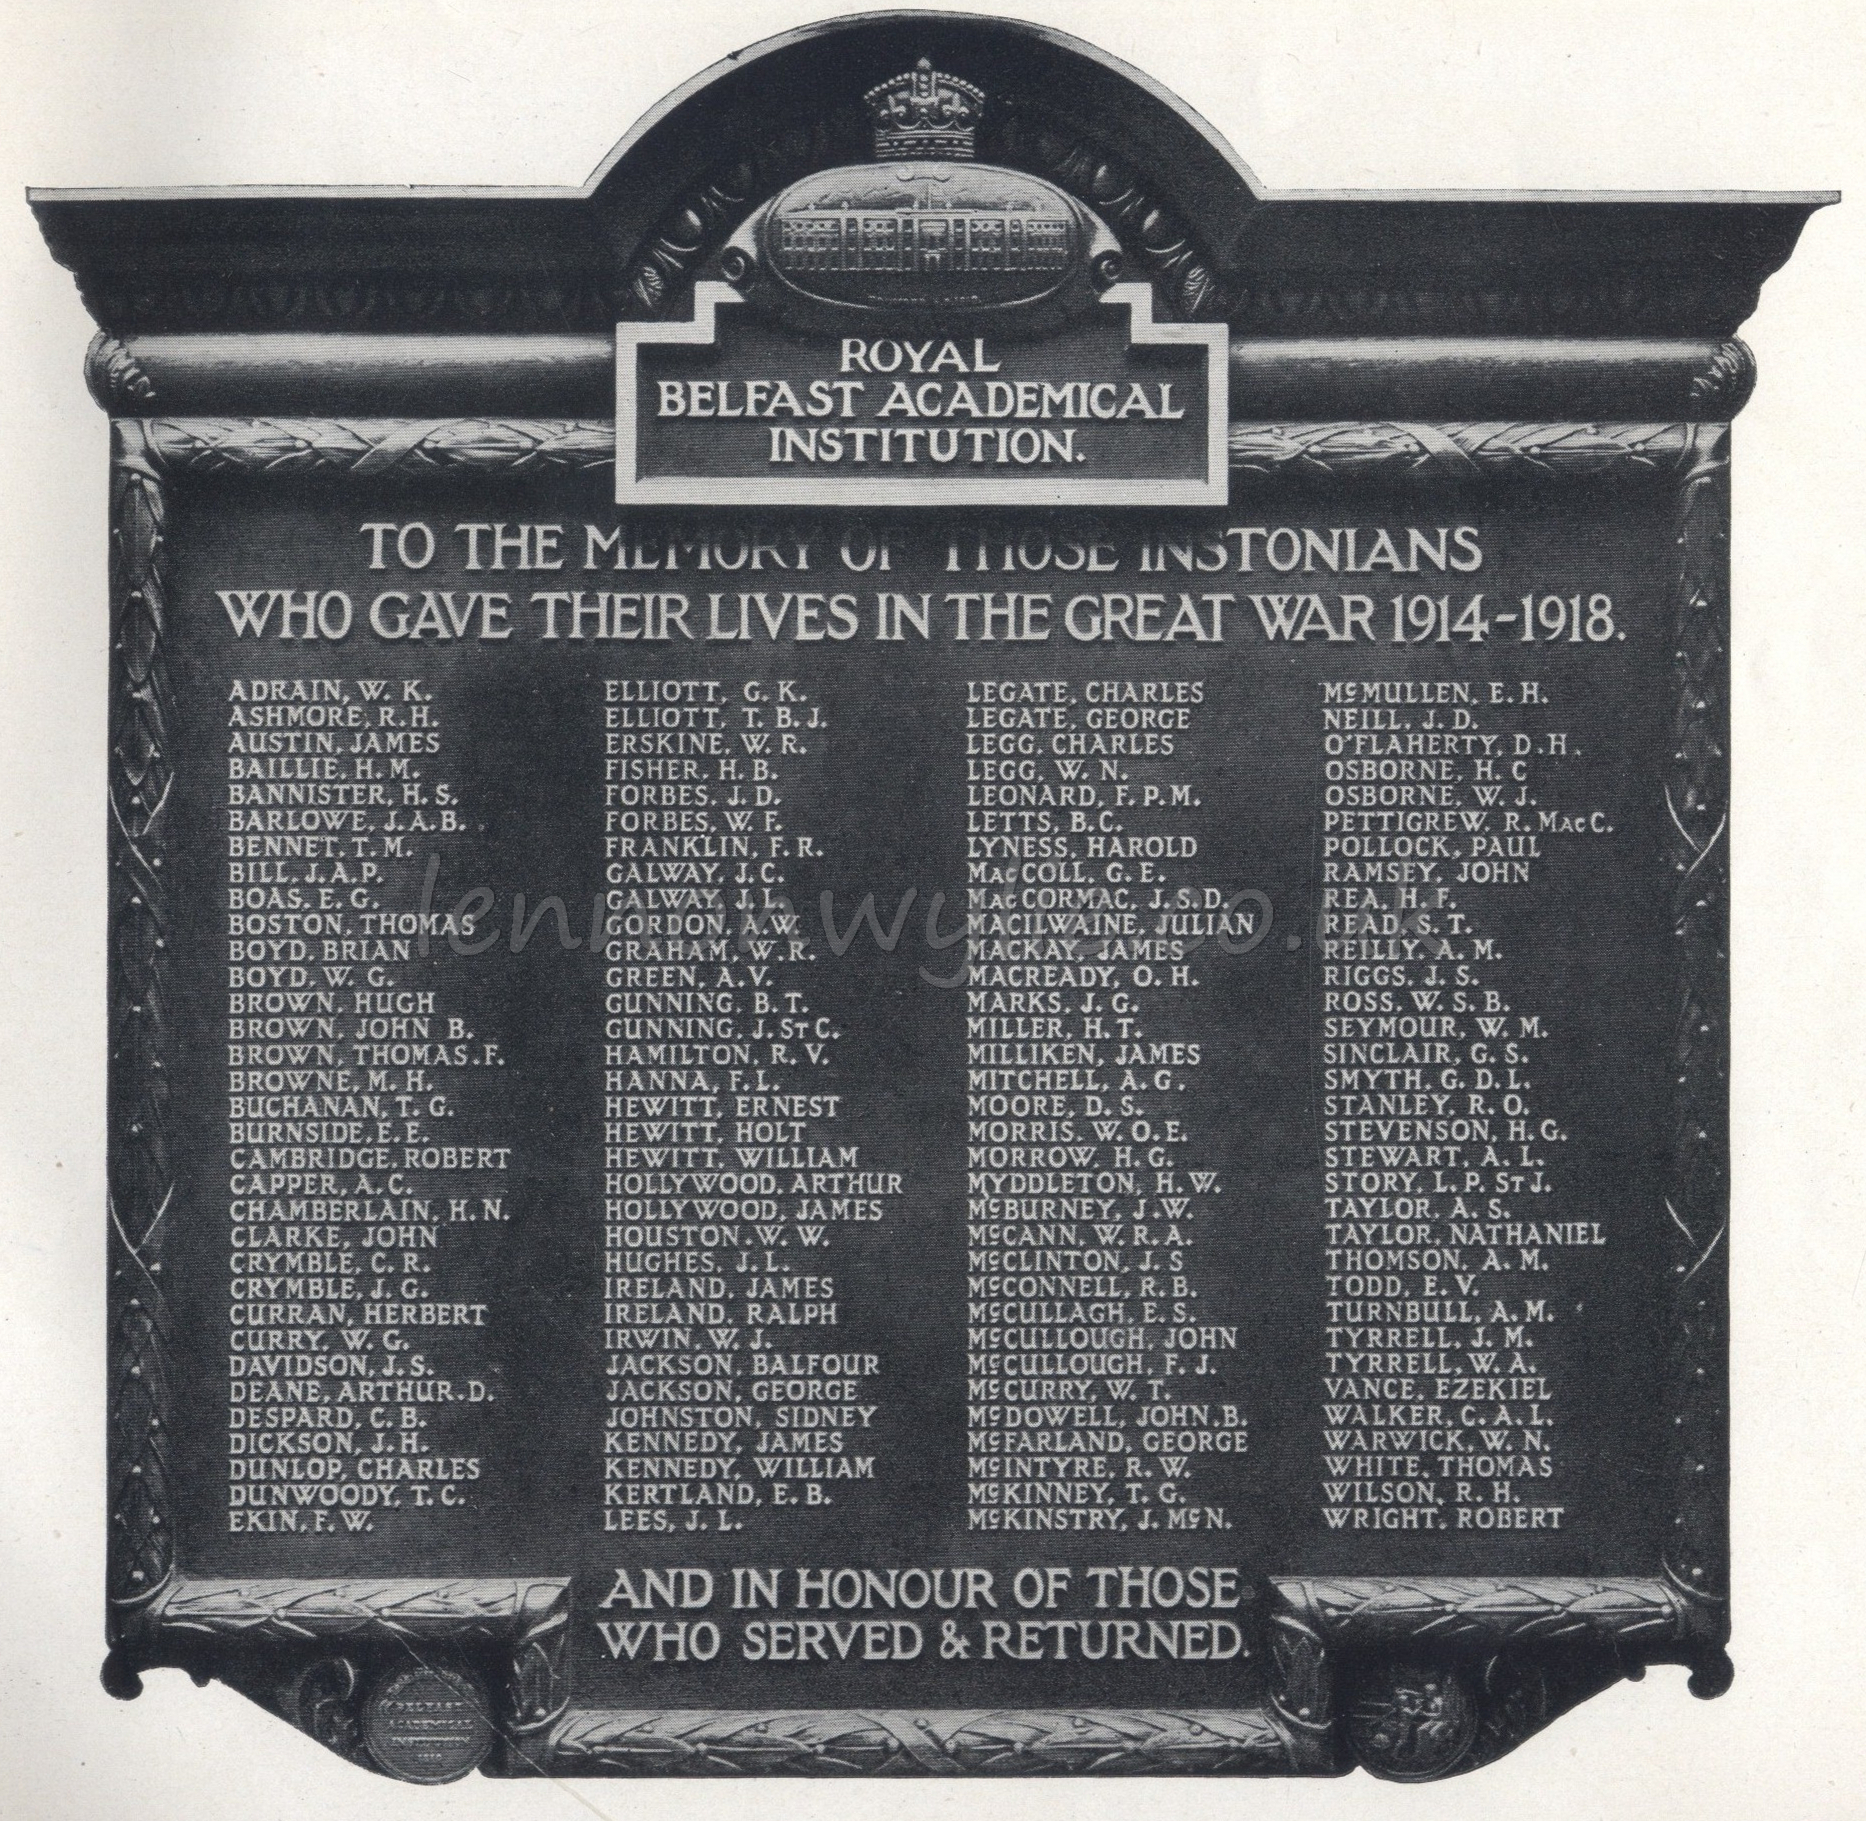 ROYAL
BELFAST ACADEMICAL
INSTITUTION.
TO THE MEMORY OF THOSE INSTONIANS
WHO GAVE THEIR LIVES IN THE GREAT WAR 1914-1918.
ADRAIN, W. K.
ASHMORE, R. H.
AUSTIN, JAMES
BAILLIE, H. M.
BANNISTER, H. S.
BARLOWE, J. A. B.
BENNET, T. M.
BILL, J. A. P.
BOAS, E. G.
BOSTON, THOMAS
BOYD, BRIAN
BOYD, W. G.
BROWN, HUGH
BROWN, JOHN B.
BROWN, THOMAS. F.
BROWNE, M. H.
BUCHANAN, T. G.
BURNSIDE, E. E.
CAMBRIDGE, ROBERT
CAPPER, A. C.
CHAMBERLAIN, H. N.
CLARKE, JOHN
CRYMBLE, C. R.
CRYMBLE, J. G.
CURRAN, HERBERT
CURRY, W. G.
DAVIDSON, J. S.
DEANE, ARTHUR. D.
DESPARD, C. B.
DICKSON, J. H.
DUNLOP, CHARLES
DUNWOODY, T. C.
EKIN, F. W.
ELLIOTT, G. K.
ELLIOTT, T. B. J.
ERSKINE, W. R.
FISHER, H. B.
FORBES, J. D.
FORBES, W. F.
FRANKLIN, F. R.
GALWAY, J. C.
GALWAY, J. L.
GORDON, A. W.
GRAHAM, W. R.
GREEN, A. V.
GUNNING, B. T.
GUNNING, J. ST C.
HAMILTON, R. V.
HANNA, F. L.
HEWITT, ERNEST
HEWITT, HOLT
HEWITT, WILLIAM
HOLLYWOOD, ARTHUR
HOLLYWOOD, JAMES
HOUSTON. W. W.
HUGHES, J. L.
IRELAND, JAMES
IRELAND, RALPH
IRWIN, W. J.
JACKSON, BALFOUR
JACKSON, GEORGE
JOHNSTON, SIDNEY
KENNEDY, JAMES
KENNEDY, WILLIAM
KERTLAND, E. B.
LEES, J. L.
LEGATE, CHARLES
LEGATE, GEORGE
LEGG, CHARLES
LEGG, W. N.
LEONARD, F. P. M.
LETTS, B. C.
LYNESS, HAROLD
MacCOLL, G. E.
MacCORMAC, J. S. D.
MACILWAINE, JULIAN
MACKAY, JAMES
MACREADY, O. H.
MARKS, J. G.
MILLER, H. T.
MILLIKEN, JAMES
MITCHELL, A. G.
MOORE, D. S.
MORRIS, W. O. E.
MORROW, H. G.
MYDDLETON, H. W.
McBURNEY, J. W.
McCANN, W. R. A.
McCLINTON, J. S
McCONNELL, R. B.
McCULLAGH, E. S.
McCULLOUGH, JOHN
McCULLOUGH, F. J.
McCURRY, W. T.
McDOWELL, JOHN. B.
McFARLAND, GEORGE
McINTYRE, R. W.
McKINNEY, T. G.
McKINSTRY, J. McN.
McMULLEN, E. H.
NEILL, J. D.
O'FLAHERTY, D. H.
OSBORNE, H. C
OSBORNE, W. J.
PETTIGREW, R. MacC.
POLLOCK, PAUL
RAMSEY, JOHN
REA, H. F.
READ, S. T.
REILLY, A. M.
RIGGS, J. S.
ROSS, W. S. B.
SEYMOUR, W. M.
SINCLAIR, G. S.
SMYTH, G. D. L.
STANLEY, R. O.
STEVENSON, H. G.
STEWART, A. L.
STORY, L. P. ST J.
TAYLOR, A. S.
TAYLOR, NATHANIEL
THOMSON, A. M.
TODD, E. V.
TURNBULL, A. M.
TYRRELL, J. M.
TYRRELL, W. A.
VANCE, EZEKIEL
WALKER, C. A. L.
WARWICK, W. N.
WHITE, THOMAS
WILSON, R. H.
WRIGHT, ROBERT
lennonwylie.co.uk
AND IN HONOUR OF THOSE
WHO SERVED & RETURNED.
BELFAST
ACADEMICAL
INSTITUTION